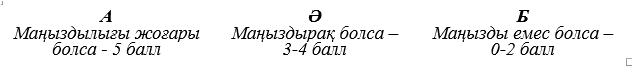 А Ә Б
Маңыздылығы жоғары Маңыздырақ болса – Маңызды емес болса –
болса - 5 балл 3-4 балл 0-2 балл